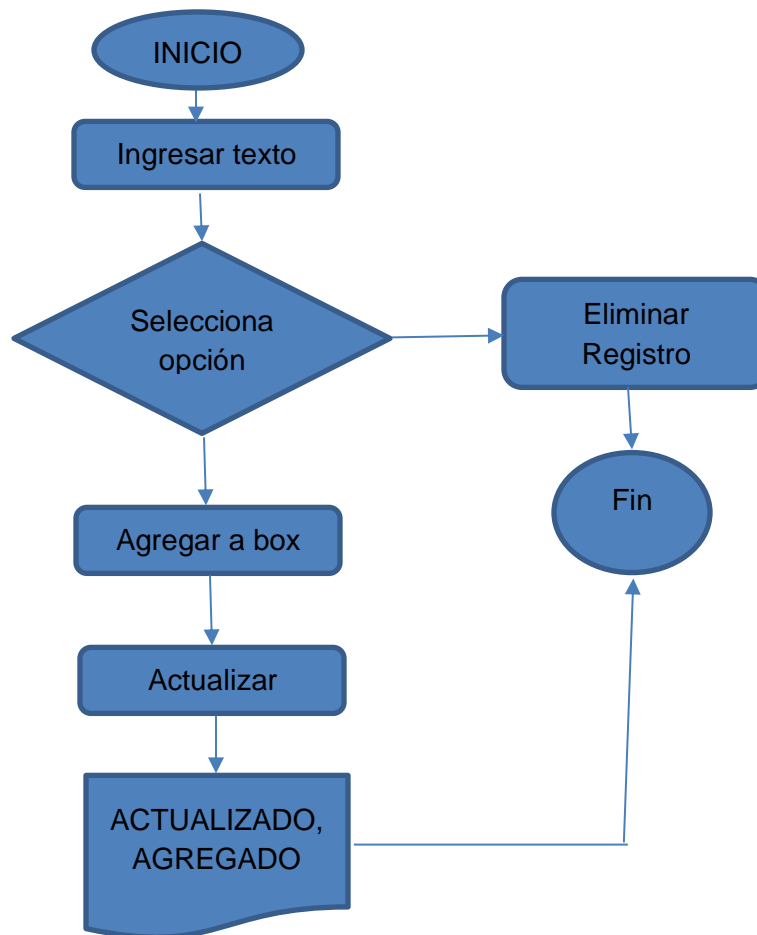 INICIO
Ingresar texto
Selecciona
opción
Eliminar
Registro
Fin
Agregar a box
Actualizar
ACTUALIZADO,
AGREGADO